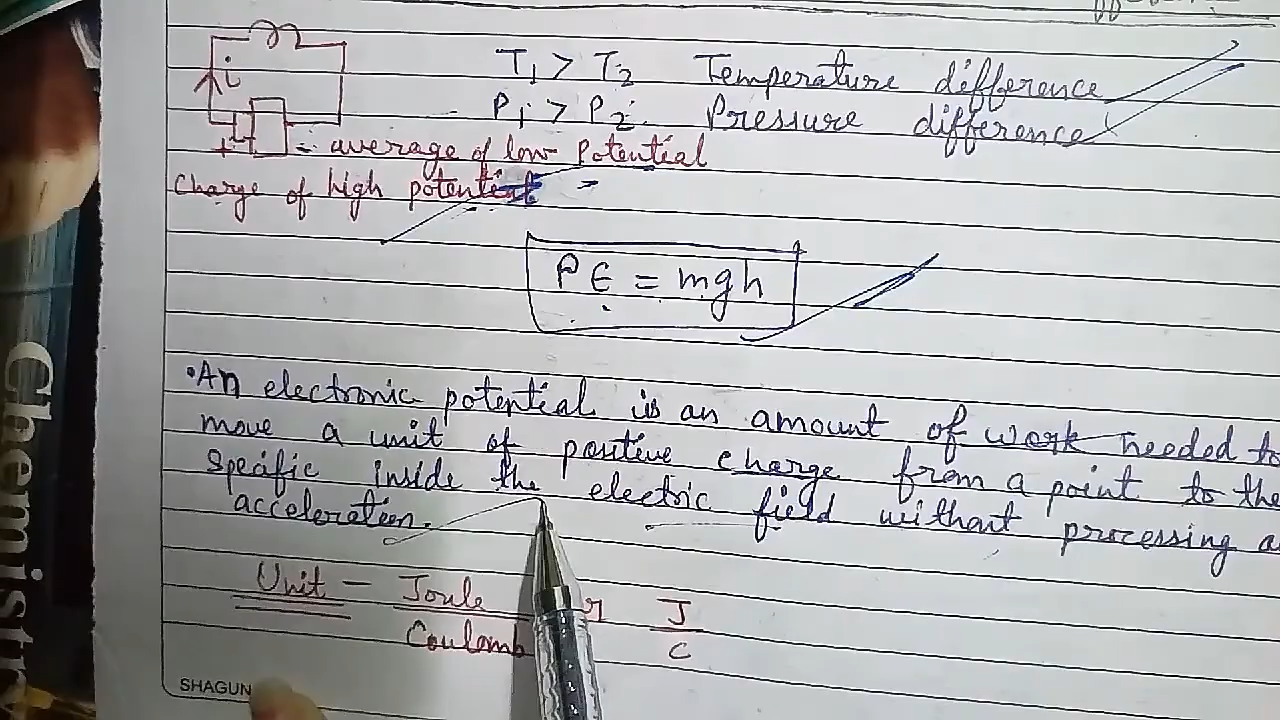 i
T1 > T2 Temperature difference
P1 > P2. Pressure difference
+ - average of low potential
Charge of high potential
PE = mgh
•An electronic potential is an amount of work needed to
move a unit of positive charge from a point to the
specific inside the electric field without processing a
acceleration.
Unit - Joule / Coulomb or J / C
SHAGUN
Chemistr